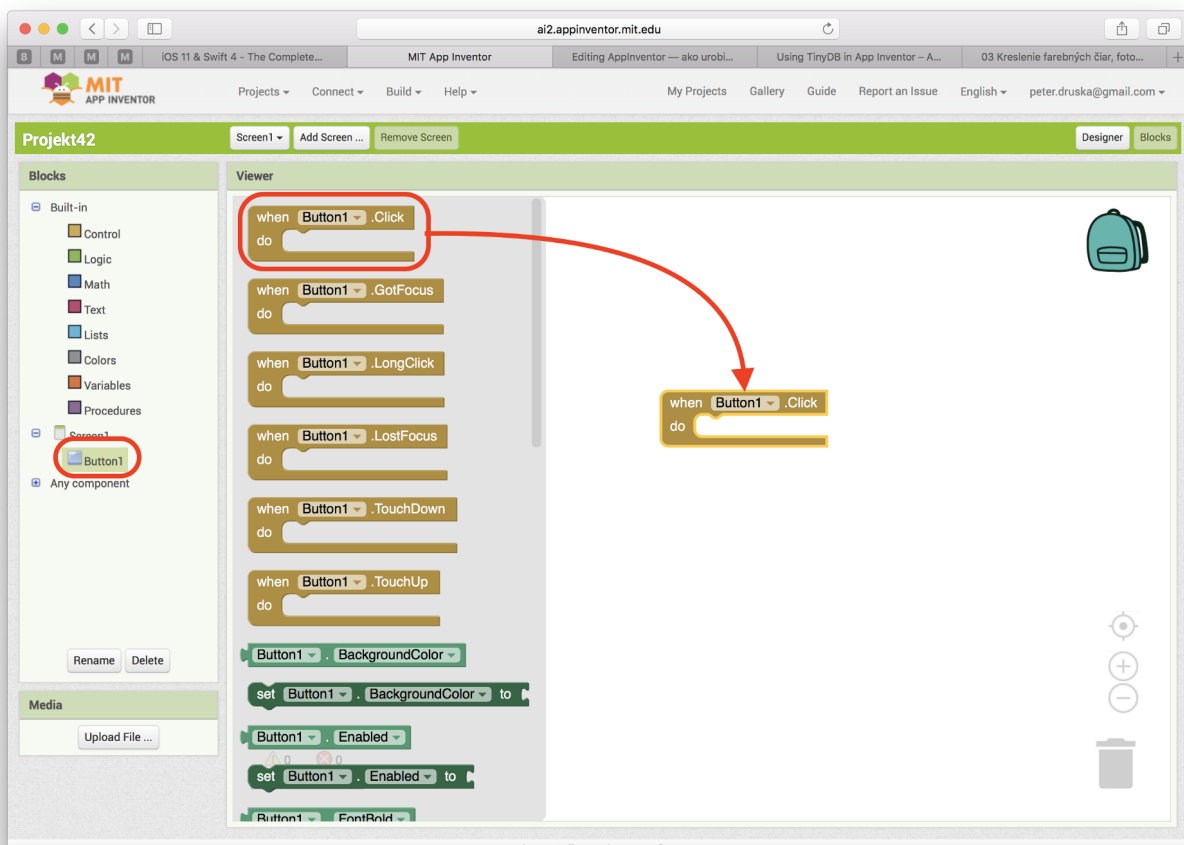 ai2.appinventor.mit.edu
8 M M M iOS 11 & Swift 4 - The Complete... MIT App Inventor Editing AppInventor — ako urobi... Using TinyDB in App Inventor – A... 03 Kreslenie farebných čiar, foto... +
MIT
APP INVENTOR
Projects Connect Build Help My Projects Gallery Guide Report an Issue English peter.druska@gmail.com
Projekt42 Screen1 Add Screen ... Remove Screen Designer Blocks
Blocks
Viewer
Built-in
Control
Logic
Math
Text
Lists
Colors
Variables
Procedures
Screen1
Button1
Any component
Rename Delete
Media
Upload File ...
when Button1 .Click
do
when Button1 .GotFocus
do
when Button1 .LongClick
do
when Button1 .LostFocus
do
when Button1 .TouchDown
do
when Button1 .TouchUp
do
Button1 . BackgroundColor
set Button1 . BackgroundColor to
Button1 . Enabled
0 0
set Button1 . Enabled to
Button1 . FontBold
when Button1 .Click
do